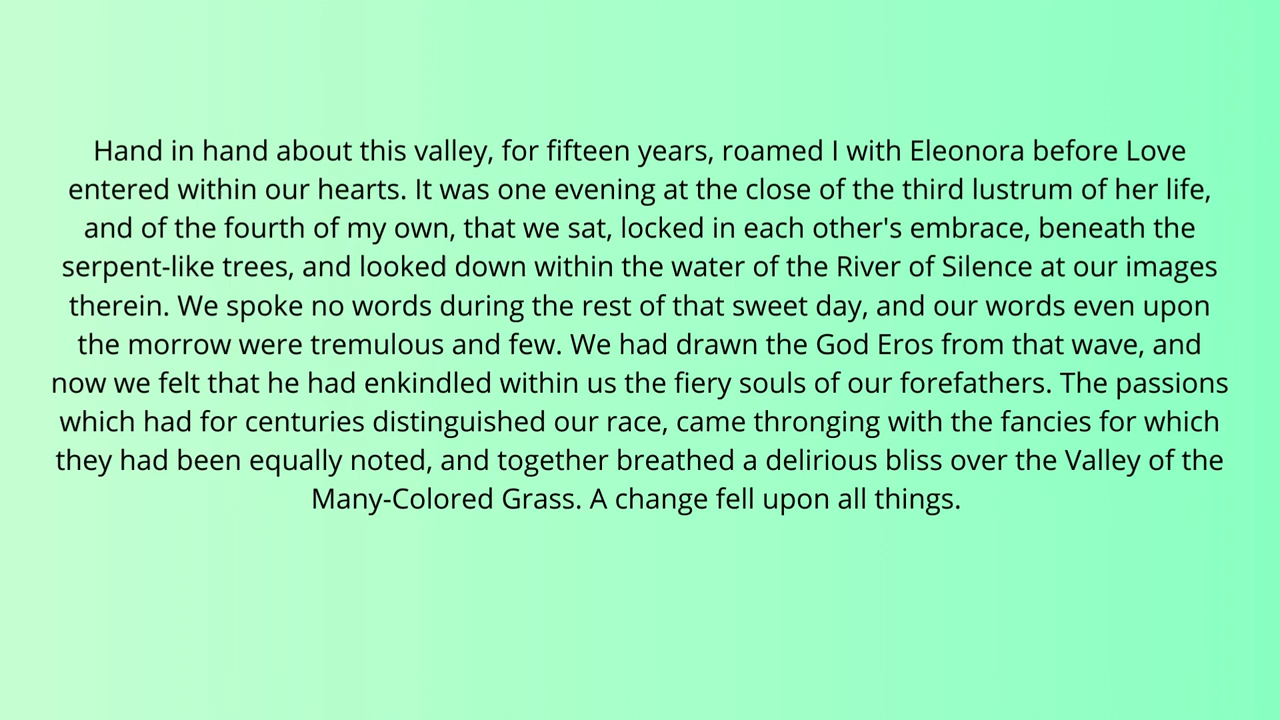 Hand in hand about this valley, for fifteen years, roamed I with Eleonora before Love
entered within our hearts. It was one evening at the close of the third lustrum of her life,
and of the fourth of my own, that we sat, locked in each other's embrace, beneath the
serpent-like trees, and looked down within the water of the River of Silence at our images
therein. We spoke no words during the rest of that sweet day, and our words even upon
the morrow were tremulous and few. We had drawn the God Eros from that wave, and
now we felt that he had enkindled within us the fiery souls of our forefathers. The passions
which had for centuries distinguished our race, came thronging with the fancies for which
they had been equally noted, and together breathed a delirious bliss over the Valley of the
Many-Colored Grass. A change fell upon all things.